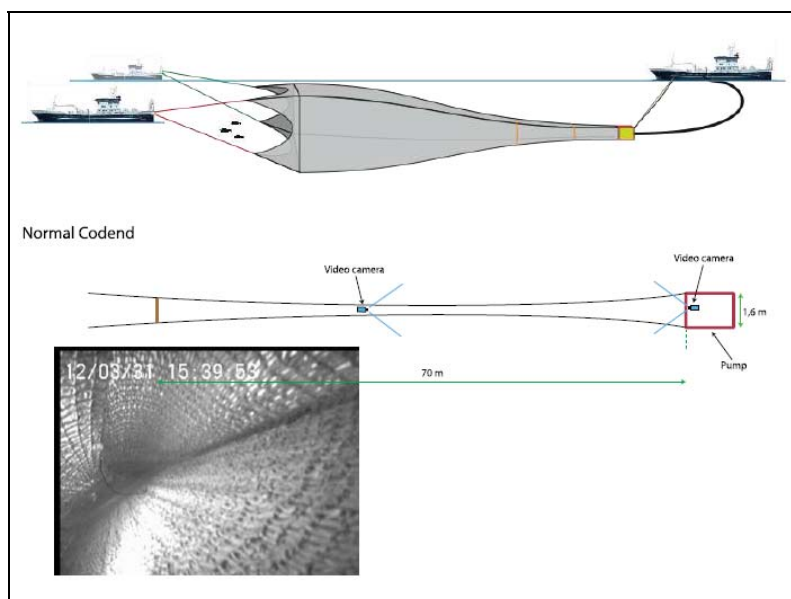 Normal Codend
Video camera
Video camera
1,6 m
Pump
70 m
12/03/31 15:39:53